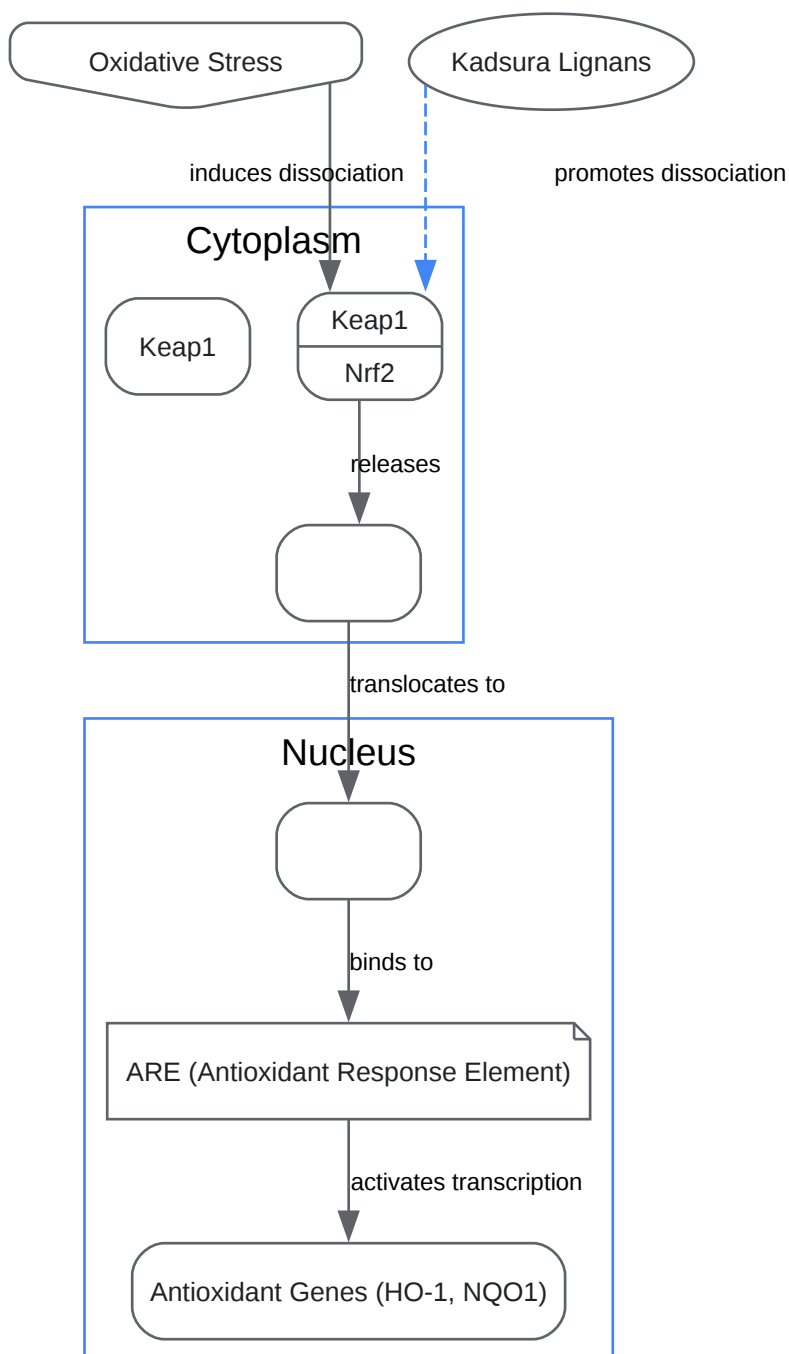 Oxidative Stress
Kadsura Lignans
induces dissociation
promotes dissociation
Cytoplasm
Keap1
Keap1
Nrf2
releases
translocates to
Nucleus
binds to
ARE (Antioxidant Response Element)
activates transcription
Antioxidant Genes (HO-1, NQO1)